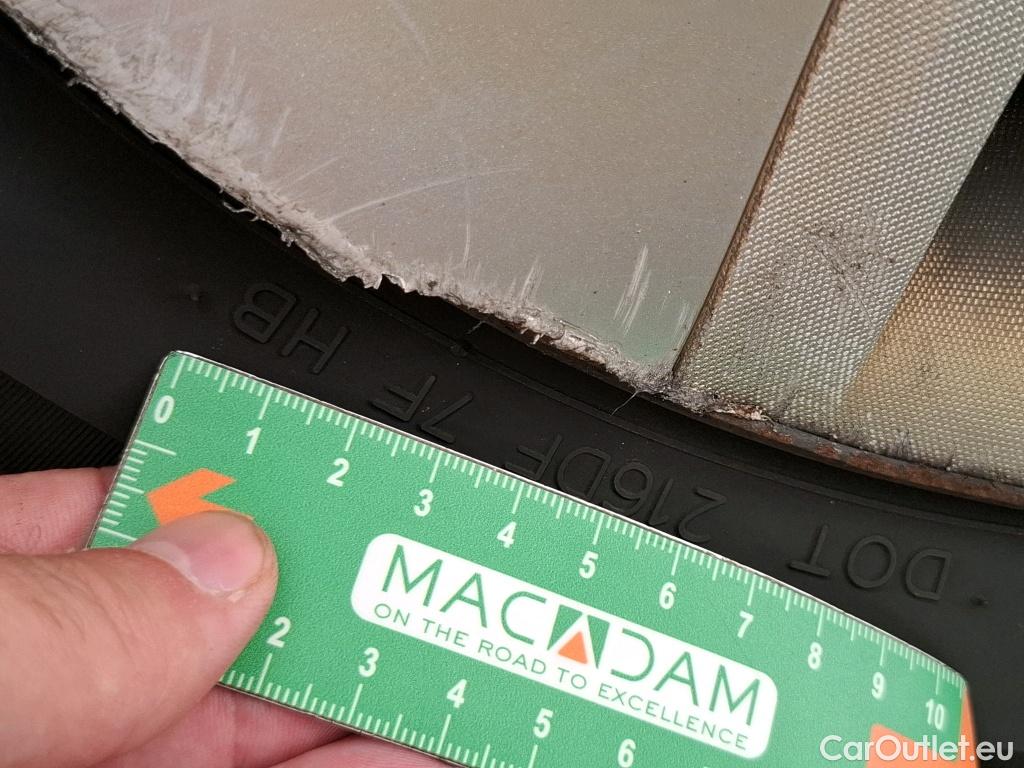 DOT 216DF 7F HB
0 1 2 3 4 5 6 7 8 9 10
MACADAM
ON THE ROAD TO EXCELLENCE
2 3 4 5 6
CarOutlet.eu